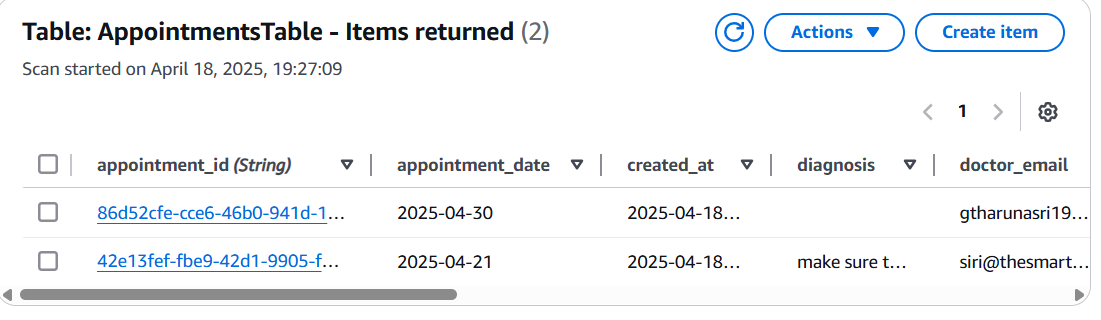 Table: AppointmentsTable - Items returned (2)
Actions
Create item
Scan started on April 18, 2025, 19:27:09
1
appointment_id (String) appointment_date created_at diagnosis doctor_email
86d52cfe-cce6-46b0-941d-1… 2025-04-30 2025-04-18… gtharunasri19…
42e13fef-fbe9-42d1-9905-f… 2025-04-21 2025-04-18… make sure t… siri@thesmart…